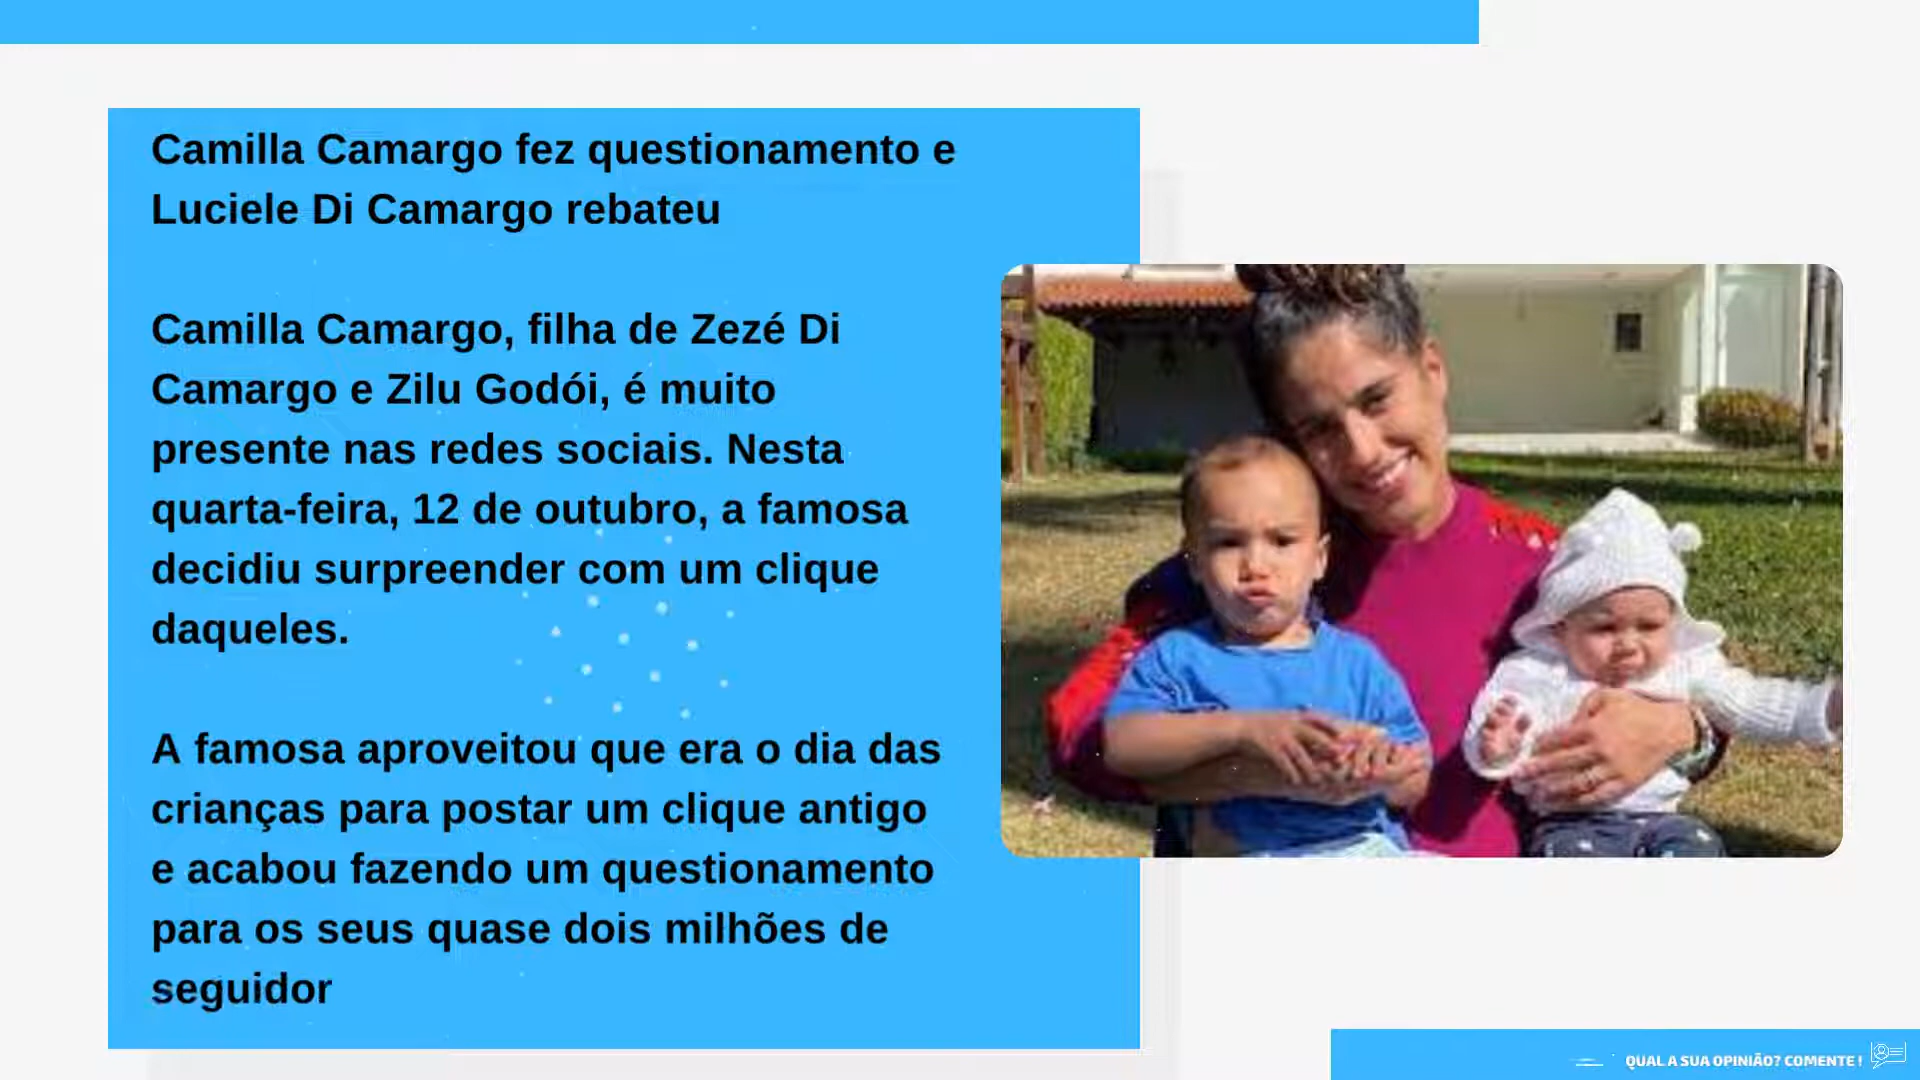 Camilla Camargo fez questionamento e
Luciele Di Camargo rebateu
Camilla Camargo, filha de Zezé Di
Camargo e Zilu Godói, é muito
presente nas redes sociais. Nesta
quarta-feira, 12 de outubro, a famosa
decidiu surpreender com um clique
daqueles.
A famosa aproveitou que era o dia das
crianças para postar um clique antigo
e acabou fazendo um questionamento
para os seus quase dois milhões de
seguidor
QUAL A SUA OPINIÃO? COMENTE !